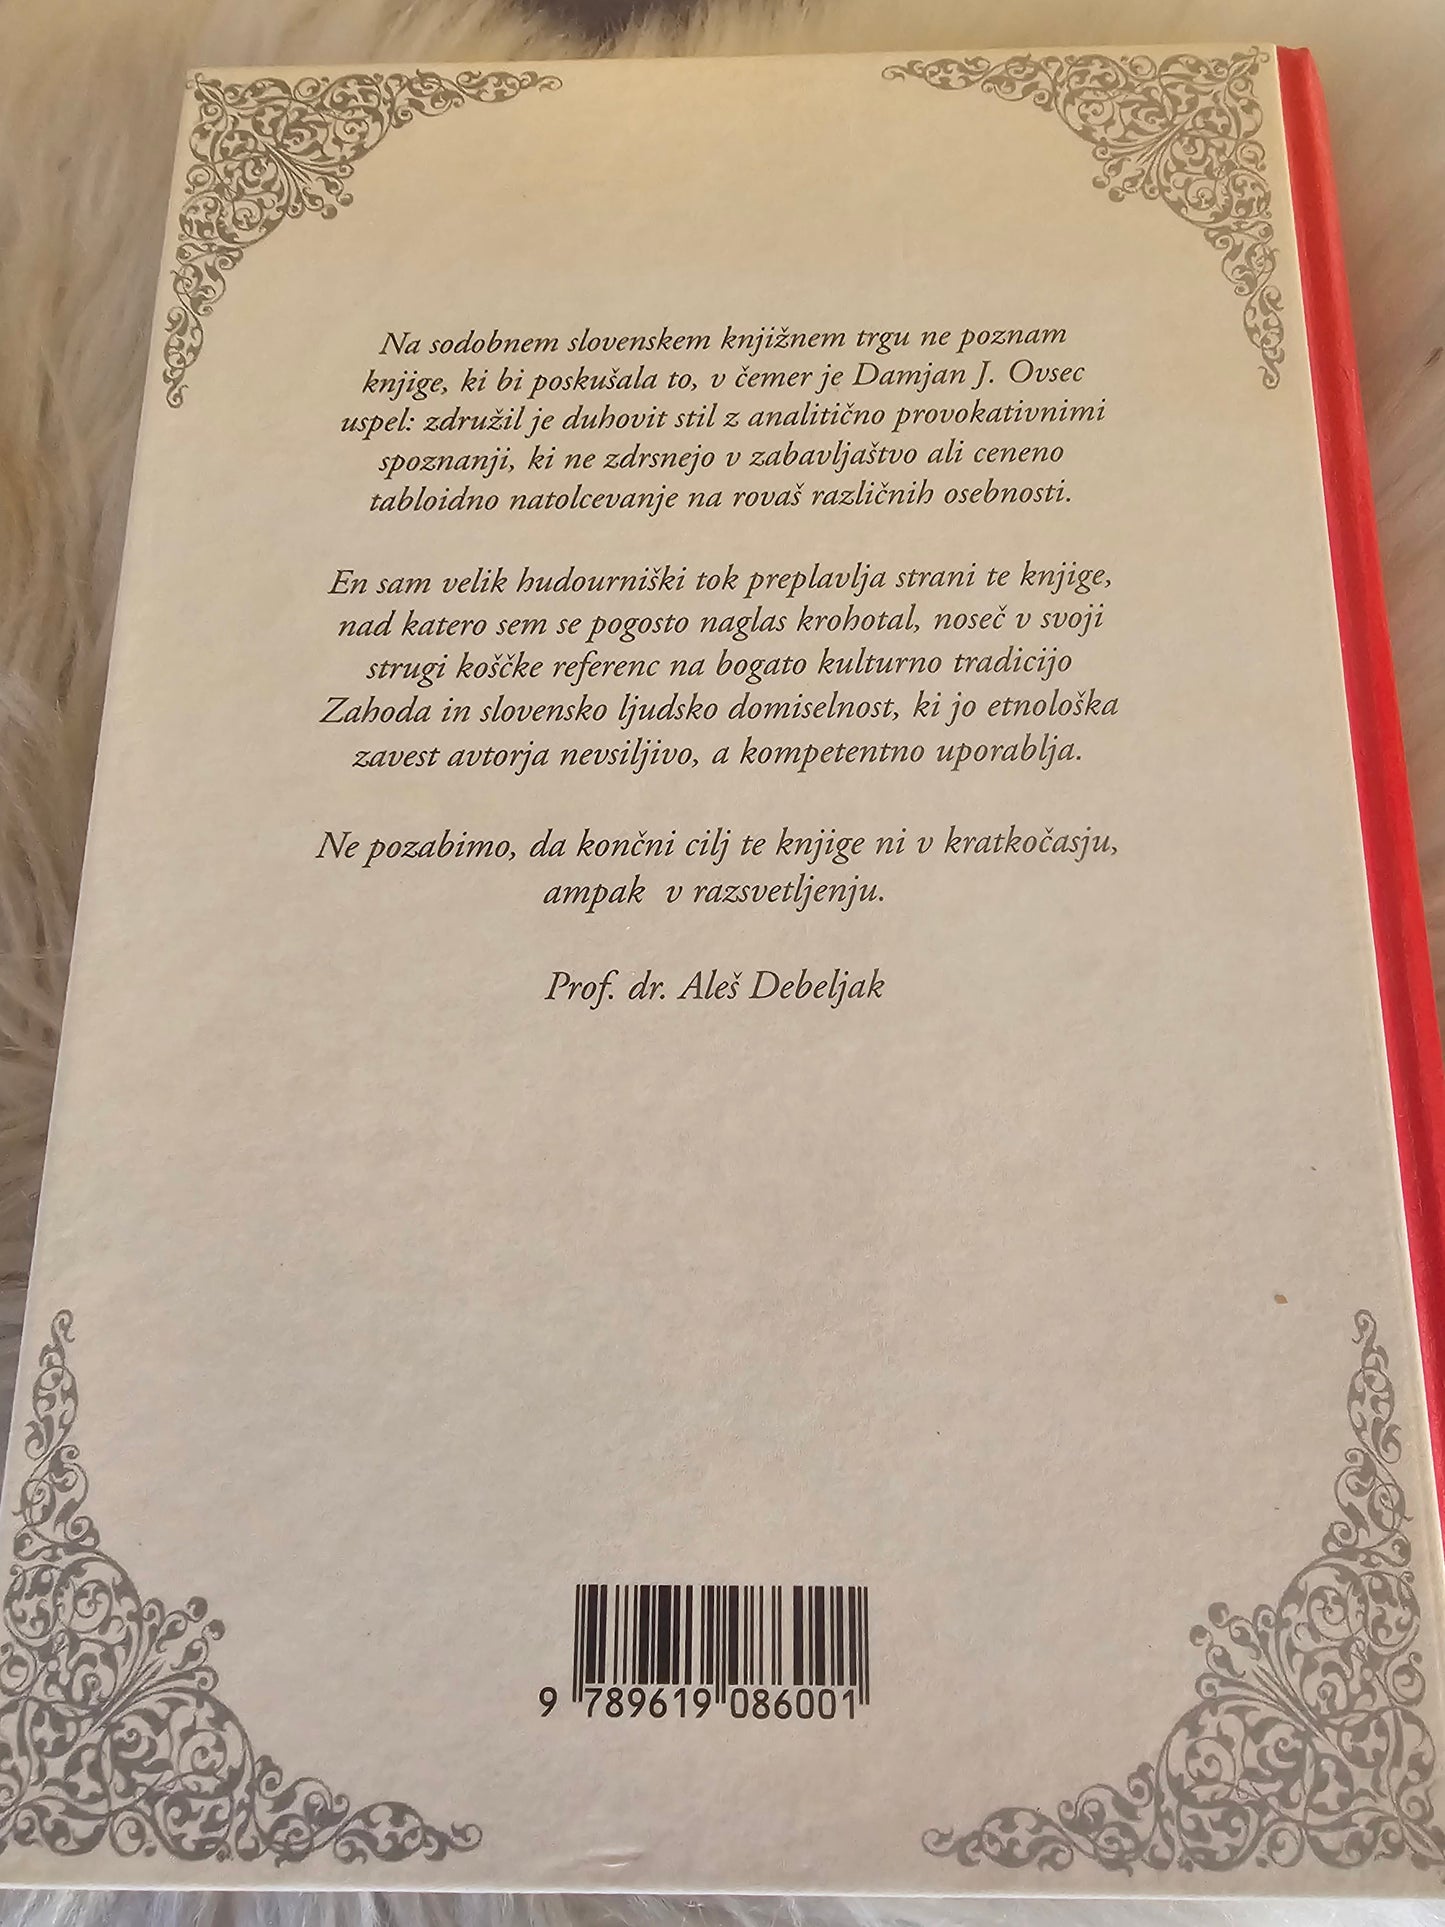 Na sodobnem slovenskem knjižnem trgu ne poznam
knjige, ki bi poskušala to, v čemer je Damjan J. Ovsec
uspel: združil je duhovit stil z analitično provokativnimi
spoznanji, ki ne zdrsnejo v zabavljaštvo ali ceneno
tabloidno natolcevanje na rovaš različnih osebnosti.
En sam velik hudourniški tok preplavlja strani te knjige,
nad katero sem se pogosto naglas krohotal, noseč v svoji
strugi koščke referenc na bogato kulturno tradicijo
Zahoda in slovensko ljudsko domiselnost, ki jo etnološka
zavest avtorja nevsiljivo, a kompetentno uporablja.
Ne pozabimo, da končni cilj te knjige ni v kratkočasju,
ampak v razsvetljenju.
Prof. dr. Aleš Debeljak
9 789619 086001